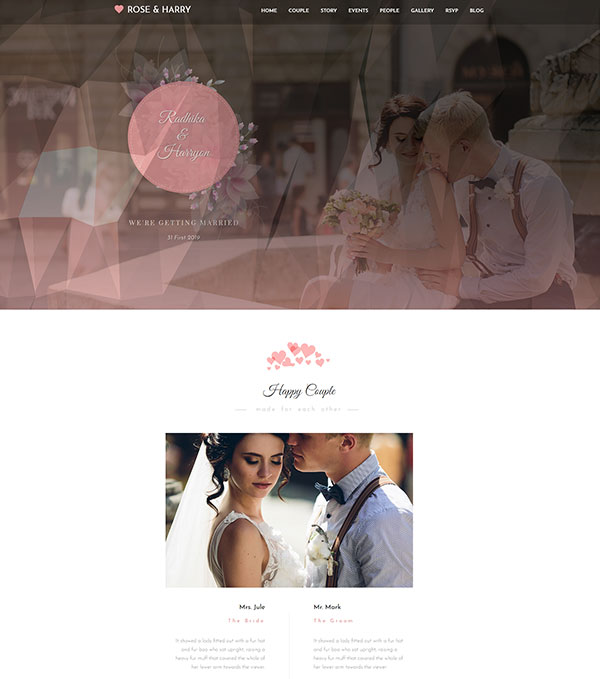 ROSE & HARRY
HOME COUPLE STORY EVENTS PEOPLE GALLERY RSVP BLOG
Radhika
&
Harryon
WE'RE GETTING MARRIED
Happy Couple
made for each other
Mrs. Jule
The Bride
It showed a lady fitted out with a fur hat
and fur boa who sat upright, raising a
heavy fur muff that covered the whole of
her lower arm towards the viewer.
Mr. Mark
The Groom
It showed a lady fitted out with a fur hat
and fur boa who sat upright, raising a
heavy fur muff that covered the whole of
her lower arm towards the viewer.